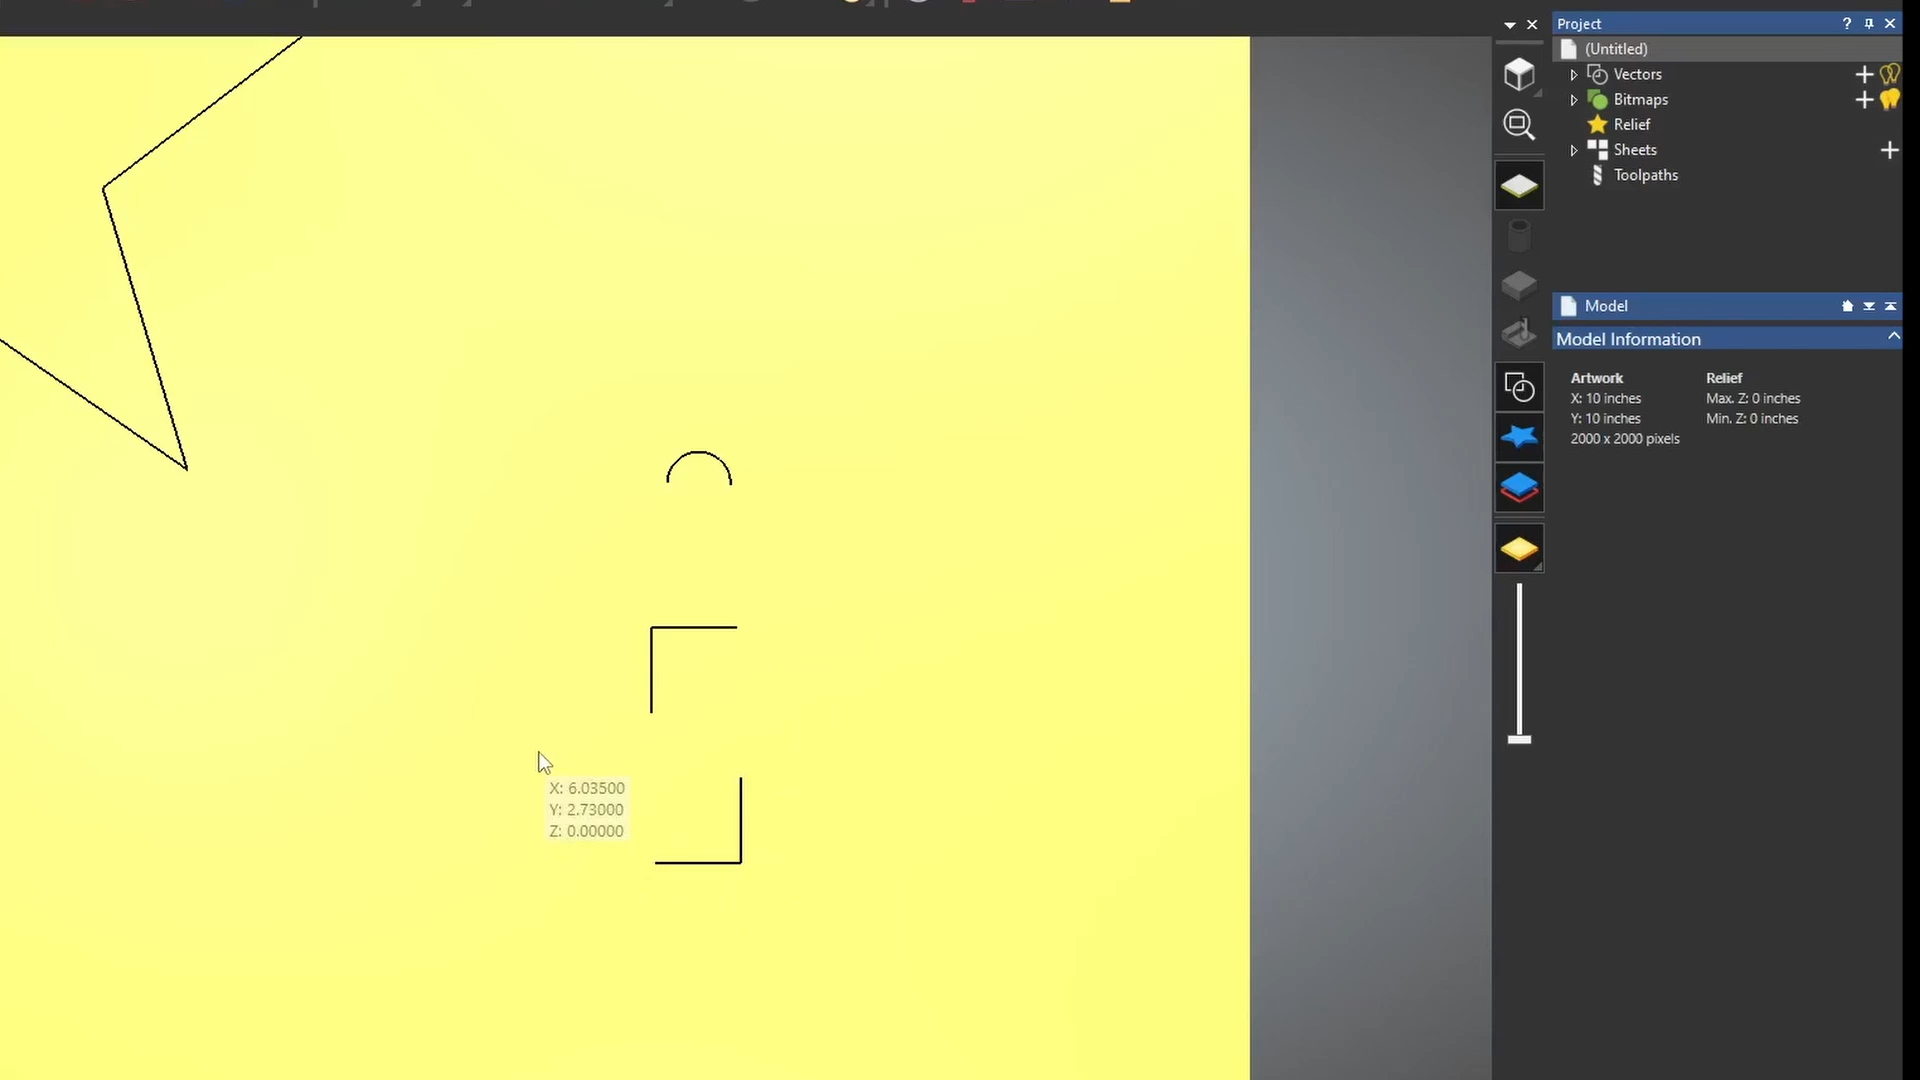 Project
(Untitled)
Vectors
Bitmaps
Relief
Sheets
Toolpaths
Model
Model Information
Artwork
X: 10 inches
Y: 10 inches
2000 x 2000 pixels
Relief
Max. Z: 0 inches
Min. Z: 0 inches
X: 6.03500
Y: 2.73000
Z: 0.00000